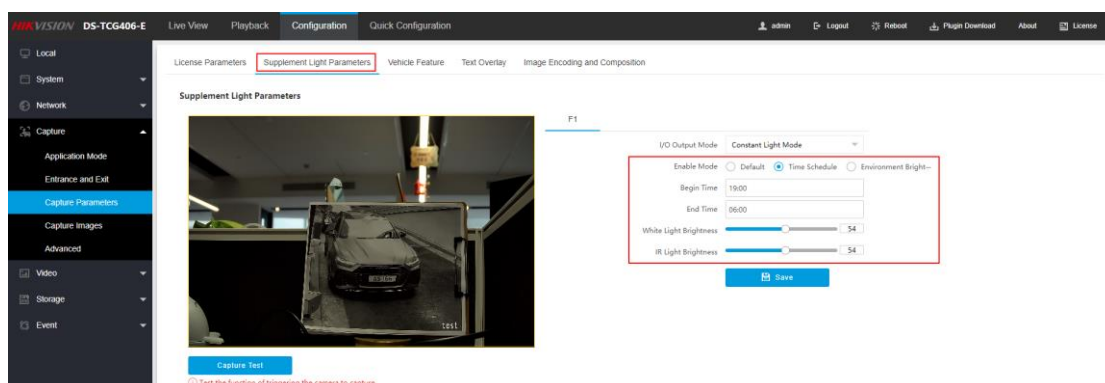 HIKVISION DS-TCG406-E Live View Playback Configuration Quick Configuration admin Logout Reboot Plugin Download About License
Local
System
Network
Capture
Application Mode
Entrance and Exit
Capture Parameters
Capture Images
Advanced
Video
Storage
Event
License Parameters Supplement Light Parameters Vehicle Feature Text Overlay Image Encoding and Composition
Supplement Light Parameters
test
Capture Test
Test the function of triggering the camera to capture
F1
I/O Output Mode Constant Light Mode
Enable Mode Default Time Schedule Environment Bright--
Begin Time 19:00
End Time 06:00
White Light Brightness 54
IR Light Brightness 54
Save